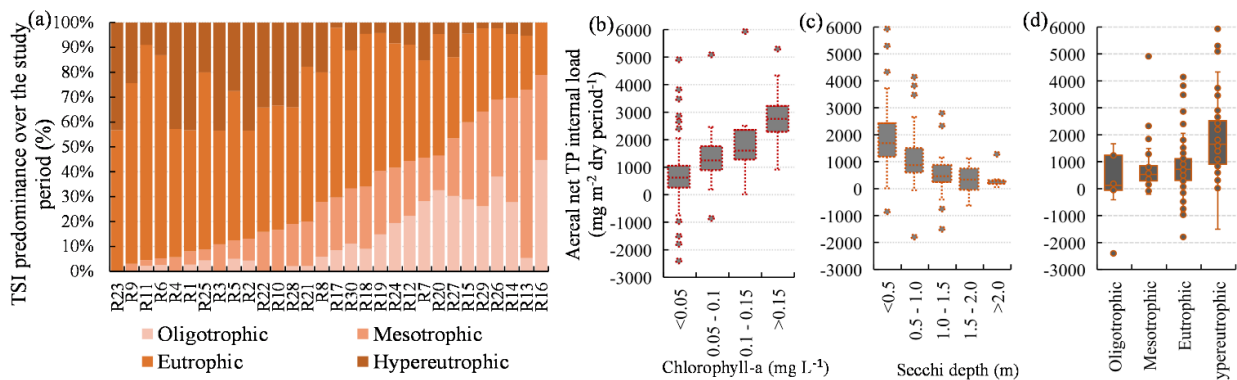 (a)
TSI predominance over the study
period (%)
100%
90%
80%
70%
60%
50%
40%
30%
20%
10%
0%
R23 R9 R11 R6 R4 R1 R25 R3 R5 R2 R22 R10 R28 R21 R8 R17 R30 R18 R19 R24 R12 R7 R20 R27 R15 R29 R26 R14 R13 R16
Oligotrophic Mesotrophic
Eutrophic Hypereutrophic
(b)
Aereal net TP internal load
(mg m-2 dry period-1)
6000
5000
4000
3000
2000
1000
0
-1000
-2000
-3000
<0.05 0.05 - 0.1 0.1 - 0.15 >0.15
Chlorophyll-a (mg L-1)
(c)
6000
5000
4000
3000
2000
1000
0
-1000
-2000
-3000
<0.5 0.5 - 1.0 1.0 - 1.5 1.5 - 2.0 >2.0
Secchi depth (m)
(d)
6000
5000
4000
3000
2000
1000
0
-1000
-2000
-3000
Oligotrophic Mesotrophic Eutrophic ypereutrophic